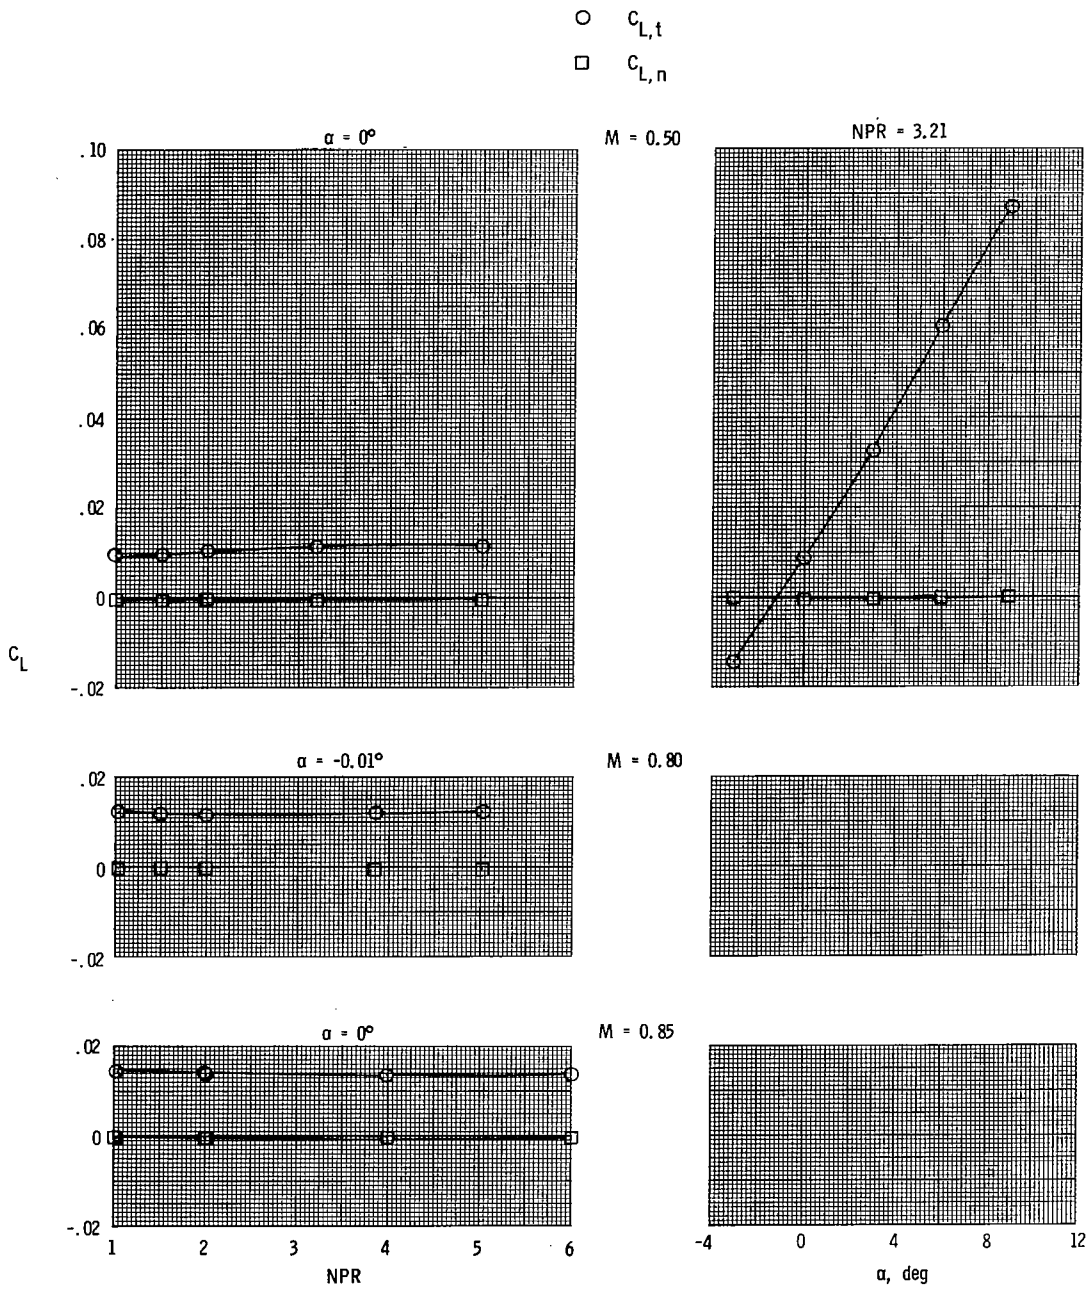 C_L,t
C_L,n
α = 0°
M = 0.50
NPR = 3.21
.10
.08
.06
.04
.02
0
-.02
C_L
α = -0.01°
M = 0.80
.02
0
-.02
α = 0°
M = 0.85
.02
0
-.02
1 2 3 4 5 6
NPR
-4 0 4 8 12
α, deg